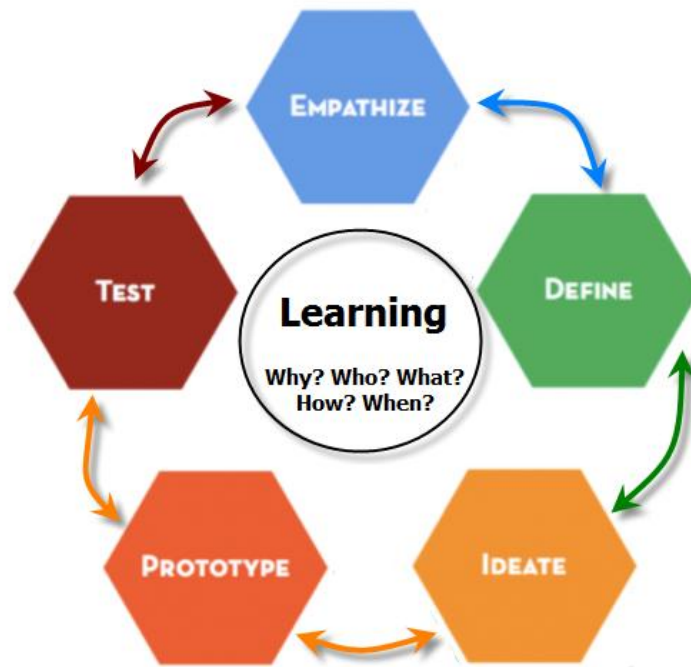 EMPATHIZE
DEFINE
TEST
Learning
Why? Who? What?
How? When?
IDEATE
PROTOTYPE